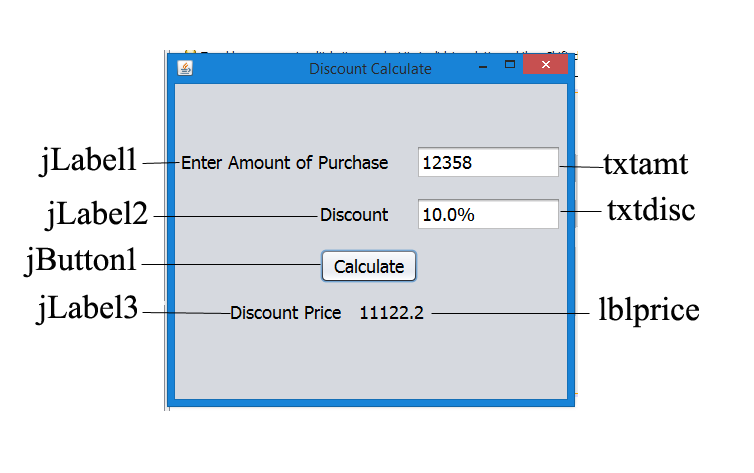 Discount Calculate
jLabel1 Enter Amount of Purchase 12358 txtamt
jLabel2 Discount 10.0% txtdisc
jButton1 Calculate
jLabel3 Discount Price 11122.2 lblprice